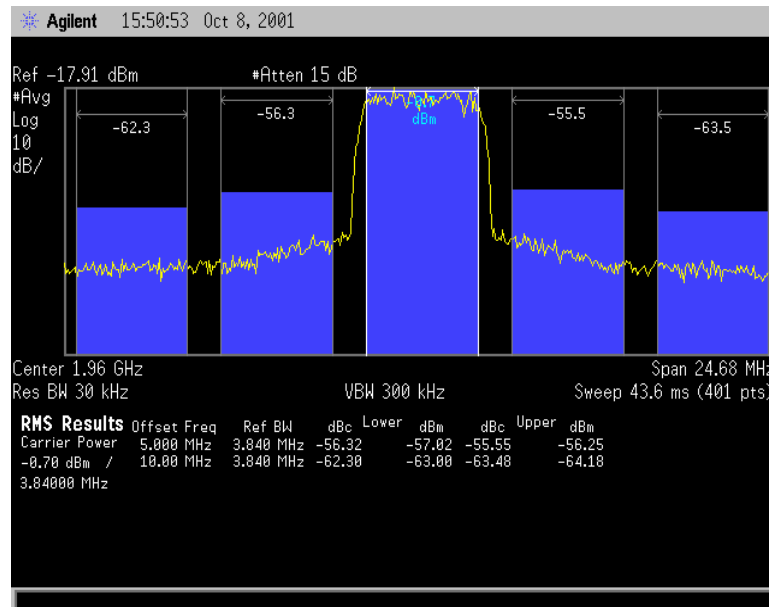 Agilent 15:50:53 Oct 8, 2001
Ref -17.91 dBm #Atten 15 dB
#Avg
Log
10
dB/
-62.3 -56.3 dBm -55.5 -63.5
Center 1.96 GHz Span 24.68 MHz
Res BW 30 kHz VBW 300 kHz Sweep 43.6 ms (401 pts)
RMS Results Offset Freq Ref BW dBc Lower dBm dBc Upper dBm
Carrier Power 5.000 MHz 3.840 MHz -56.32 -57.02 -55.55 -56.25
-0.70 dBm / 10.00 MHz 3.840 MHz -62.30 -63.00 -63.48 -64.18
3.84000 MHz